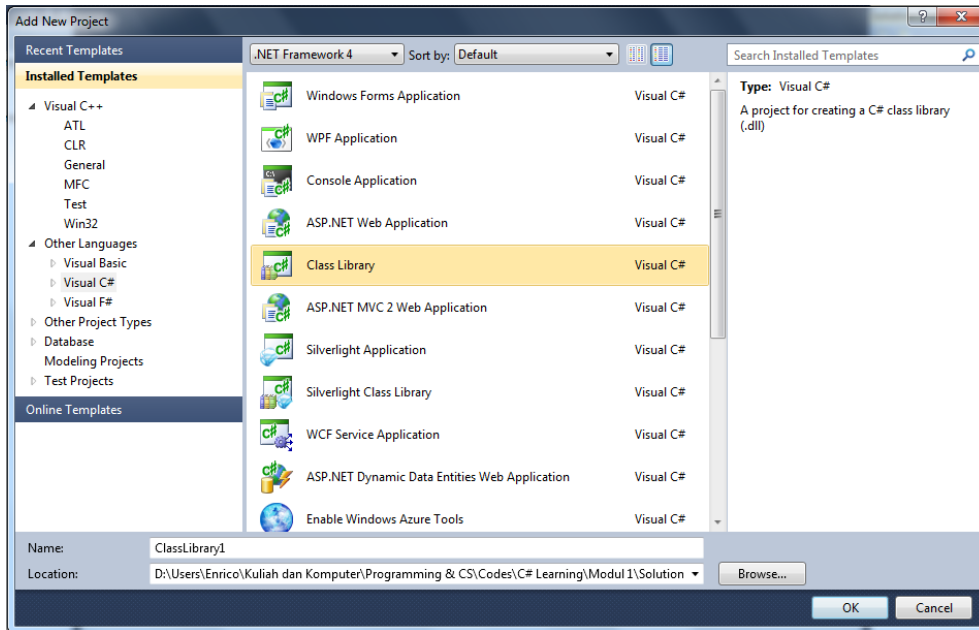 Add New Project
Recent Templates
Installed Templates
Visual C++
ATL
CLR
General
MFC
Test
Win32
Other Languages
Visual Basic
Visual C#
Visual F#
Other Project Types
Database
Modeling Projects
Test Projects
Online Templates
.NET Framework 4 Sort by: Default
Windows Forms Application Visual C#
WPF Application Visual C#
Console Application Visual C#
ASP.NET Web Application Visual C#
Class Library Visual C#
ASP.NET MVC 2 Web Application Visual C#
Silverlight Application Visual C#
Silverlight Class Library Visual C#
WCF Service Application Visual C#
ASP.NET Dynamic Data Entities Web Application Visual C#
Enable Windows Azure Tools Visual C#
Search Installed Templates
Type: Visual C#
A project for creating a C# class library
(.dll)
Name: ClassLibrary1
Location: D:\Users\Enrico\Kuliah dan Komputer\Programming & CS\Codes\C# Learning\Modul 1\Solution Browse...
OK Cancel